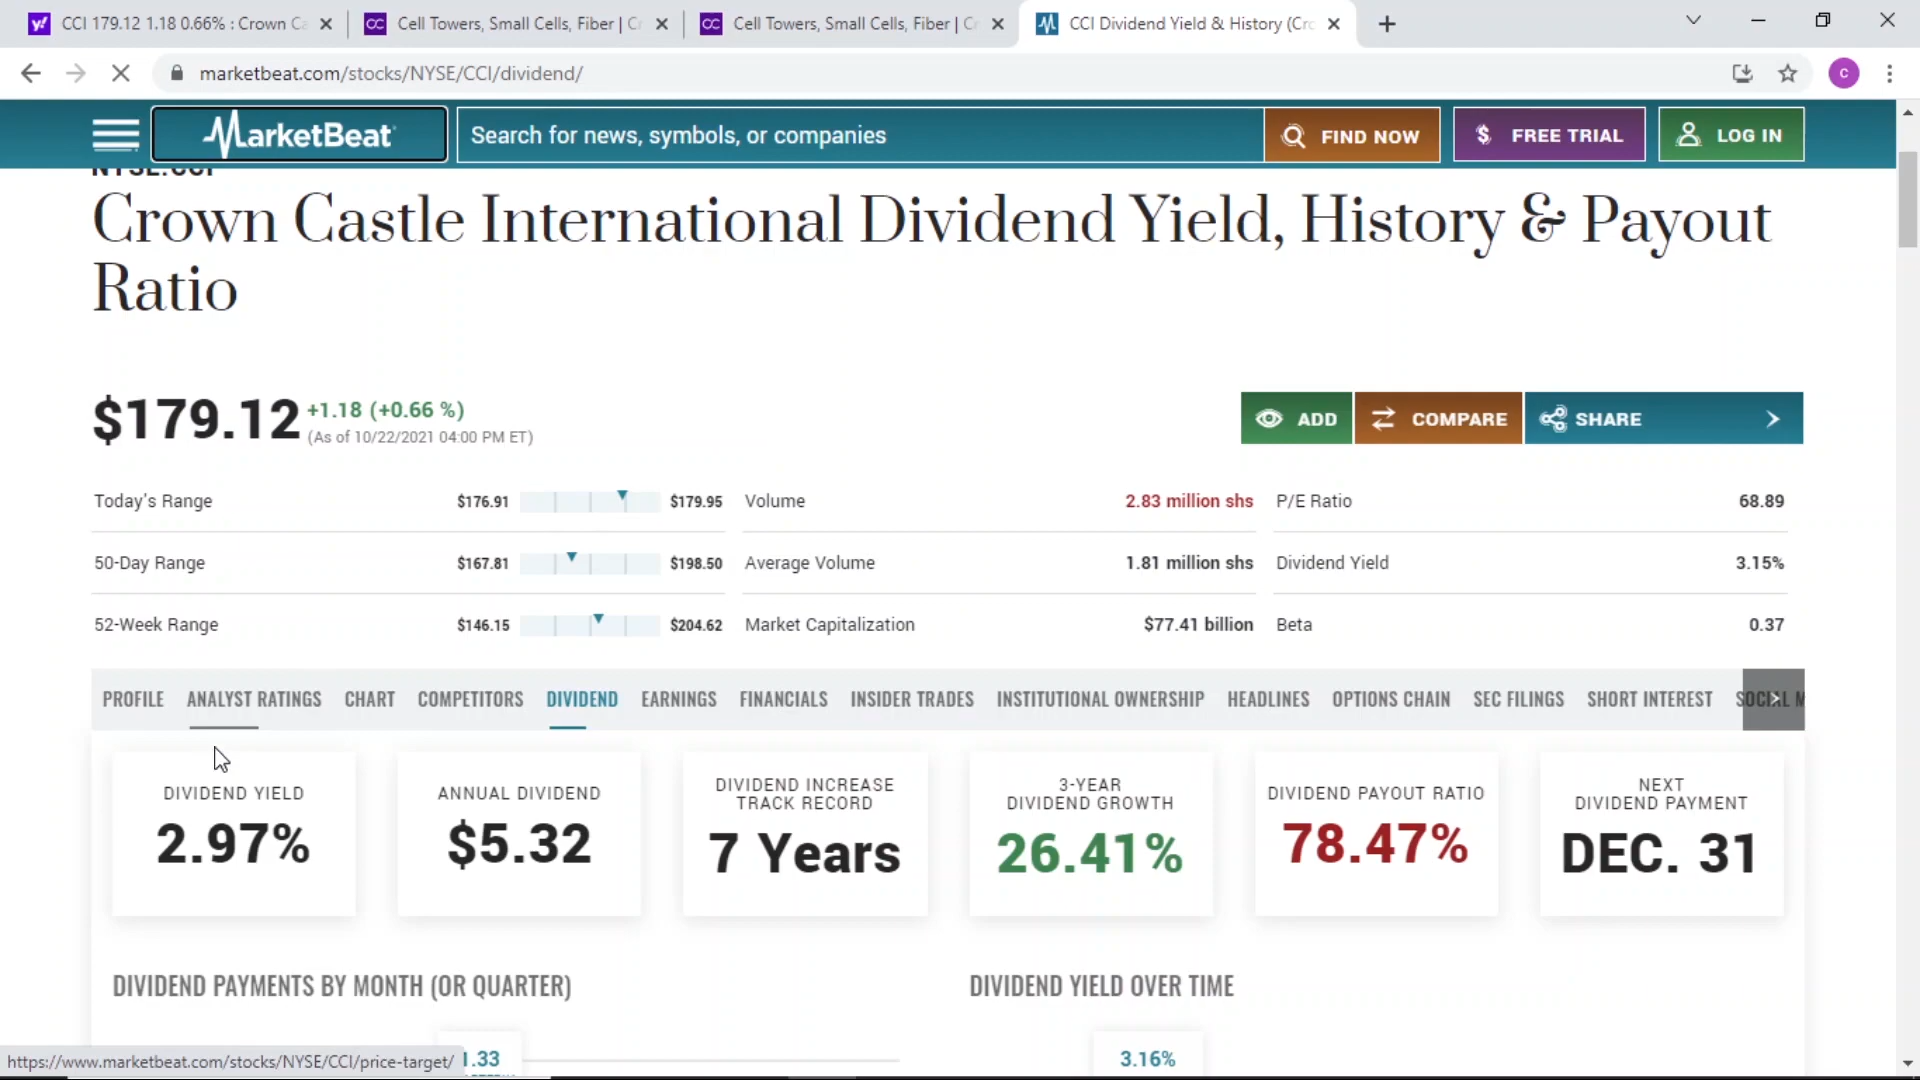 CCI 179.12 1.18 0.66% : Crown Ca
Cell Towers, Small Cells, Fiber | Cr
Cell Towers, Small Cells, Fiber | Cr
CCI Dividend Yield & History (Cro
marketbeat.com/stocks/NYSE/CCI/dividend/
C
MarketBeat
Search for news, symbols, or companies
FIND NOW
$ FREE TRIAL
LOG IN
NYSE:CCI
Crown Castle International Dividend Yield, History & Payout
Ratio
$179.12 +1.18 (+0.66 %)
(As of 10/22/2021 04:00 PM ET)
ADD
COMPARE
SHARE
Today's Range $176.91 $179.95 Volume 2.83 million shs P/E Ratio 68.89
50-Day Range $167.81 $198.50 Average Volume 1.81 million shs Dividend Yield 3.15%
52-Week Range $146.15 $204.62 Market Capitalization $77.41 billion Beta 0.37
PROFILE ANALYST RATINGS CHART COMPETITORS DIVIDEND EARNINGS FINANCIALS INSIDER TRADES INSTITUTIONAL OWNERSHIP HEADLINES OPTIONS CHAIN SEC FILINGS SHORT INTEREST SOCIAL M
DIVIDEND YIELD
2.97%
ANNUAL DIVIDEND
$5.32
DIVIDEND INCREASE
TRACK RECORD
7 Years
3-YEAR
DIVIDEND GROWTH
26.41%
DIVIDEND PAYOUT RATIO
78.47%
NEXT
DIVIDEND PAYMENT
DEC. 31
DIVIDEND PAYMENTS BY MONTH (OR QUARTER)
DIVIDEND YIELD OVER TIME
1.33
3.16%
https://www.marketbeat.com/stocks/NYSE/CCI/price-target/